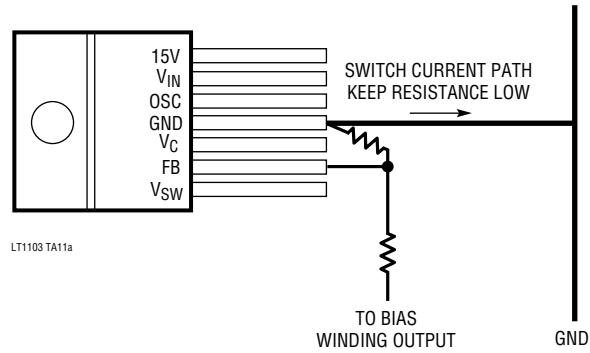 15V
VIN
OSC
GND
VC
FB
VSW
SWITCH CURRENT PATH
KEEP RESISTANCE LOW
LT1103 TA11a
TO BIAS
WINDING OUTPUT
GND